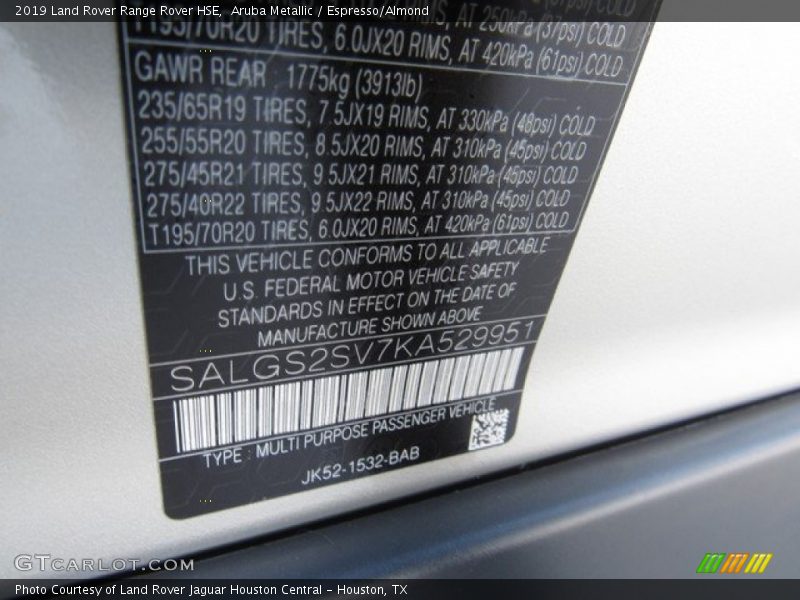 2019 Land Rover Range Rover HSE, Aruba Metallic / Espresso/Almond
AT 250kPa (37psi) COLD
T195/70R20 TIRES, 6.0JX20 RIMS, AT 420kPa (61psi) COLD
GAWR REAR 1775kg (3913lb)
235/65R19 TIRES, 7.5JX19 RIMS, AT 330kPa (48psi) COLD
255/55R20 TIRES, 8.5JX20 RIMS, AT 310kPa (45psi) COLD
275/45R21 TIRES, 9.5JX21 RIMS, AT 310kPa (45psi) COLD
275/40R22 TIRES, 9.5JX22 RIMS, AT 310kPa (45psi) COLD
T195/70R20 TIRES, 6.0JX20 RIMS, AT 420kPa (61psi) COLD
THIS VEHICLE CONFORMS TO ALL APPLICABLE
U.S. FEDERAL MOTOR VEHICLE SAFETY
STANDARDS IN EFFECT ON THE DATE OF
MANUFACTURE SHOWN ABOVE
SALGS2SV7KA529951
TYPE : MULTI PURPOSE PASSENGER VEHICLE
JK52-1532-BAB
GTCARLOT.COM
Photo Courtesy of Land Rover Jaguar Houston Central - Houston, TX